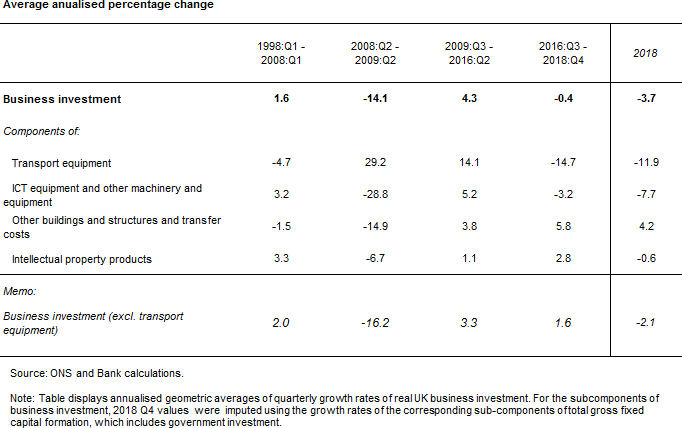 Average anualised percentage change
1998:Q1 - 2008:Q1
2008:Q2 - 2009:Q2
2009:Q3 - 2016:Q2
2016:Q3 - 2018:Q4
2018
Business investment 1.6 -14.1 4.3 -0.4 -3.7
Components of:
Transport equipment -4.7 29.2 14.1 -14.7 -11.9
ICT equipment and other machinery and
equipment 3.2 -28.8 5.2 -3.2 -7.7
Other buildings and structures and transfer
costs -1.5 -14.9 3.8 5.8 4.2
Intellectual property products 3.3 -6.7 1.1 2.8 -0.6
Memo:
Business investment (excl. transport
equipment) 2.0 -16.2 3.3 1.6 -2.1
Source: ONS and Bank calculations.
Note: Table displays annualised geometric averages of quarterly growth rates of real UK business investment. For the subcomponents of
business investment, 2018 Q4 values were imputed using the growth rates of the corresponding sub-components of total gross fixed
capital formation, which includes government investment.